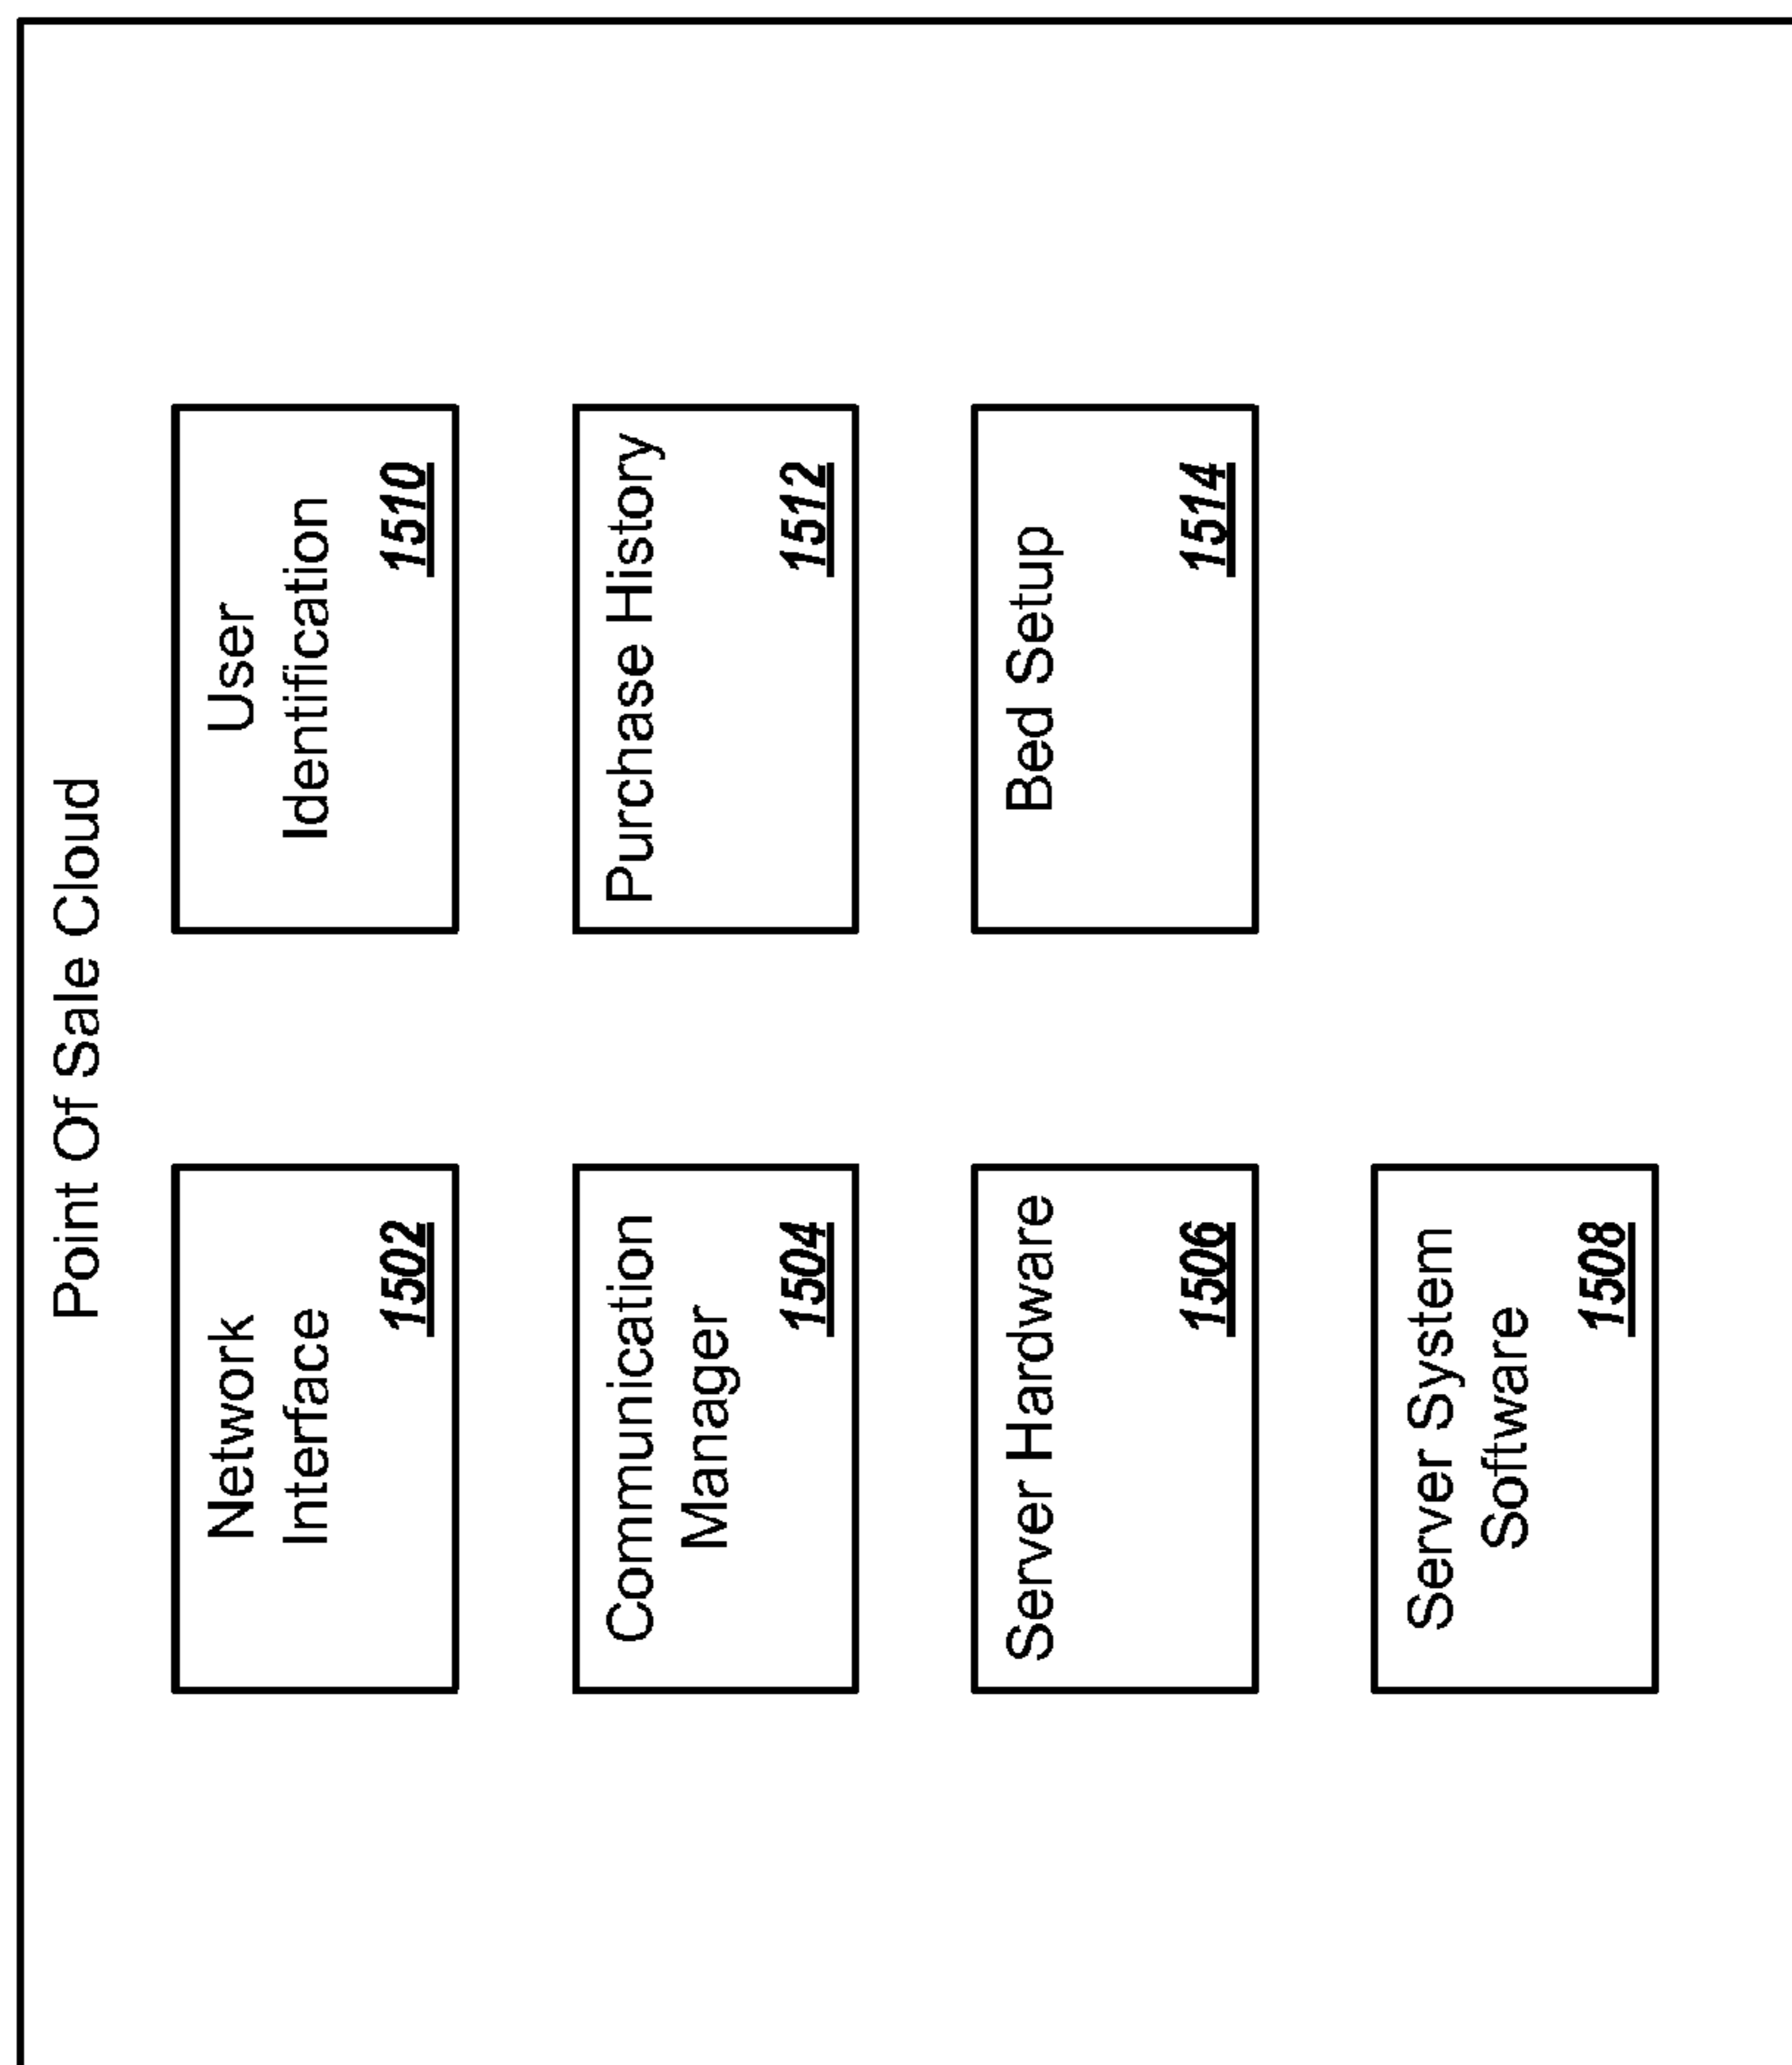 Point Of Sale Cloud
Network
Interface
1502
Communication
Manager
1504
Server Hardware
1506
Server System
Software
1508
User
Identification
1510
Purchase History
1512
Bed Setup
1514